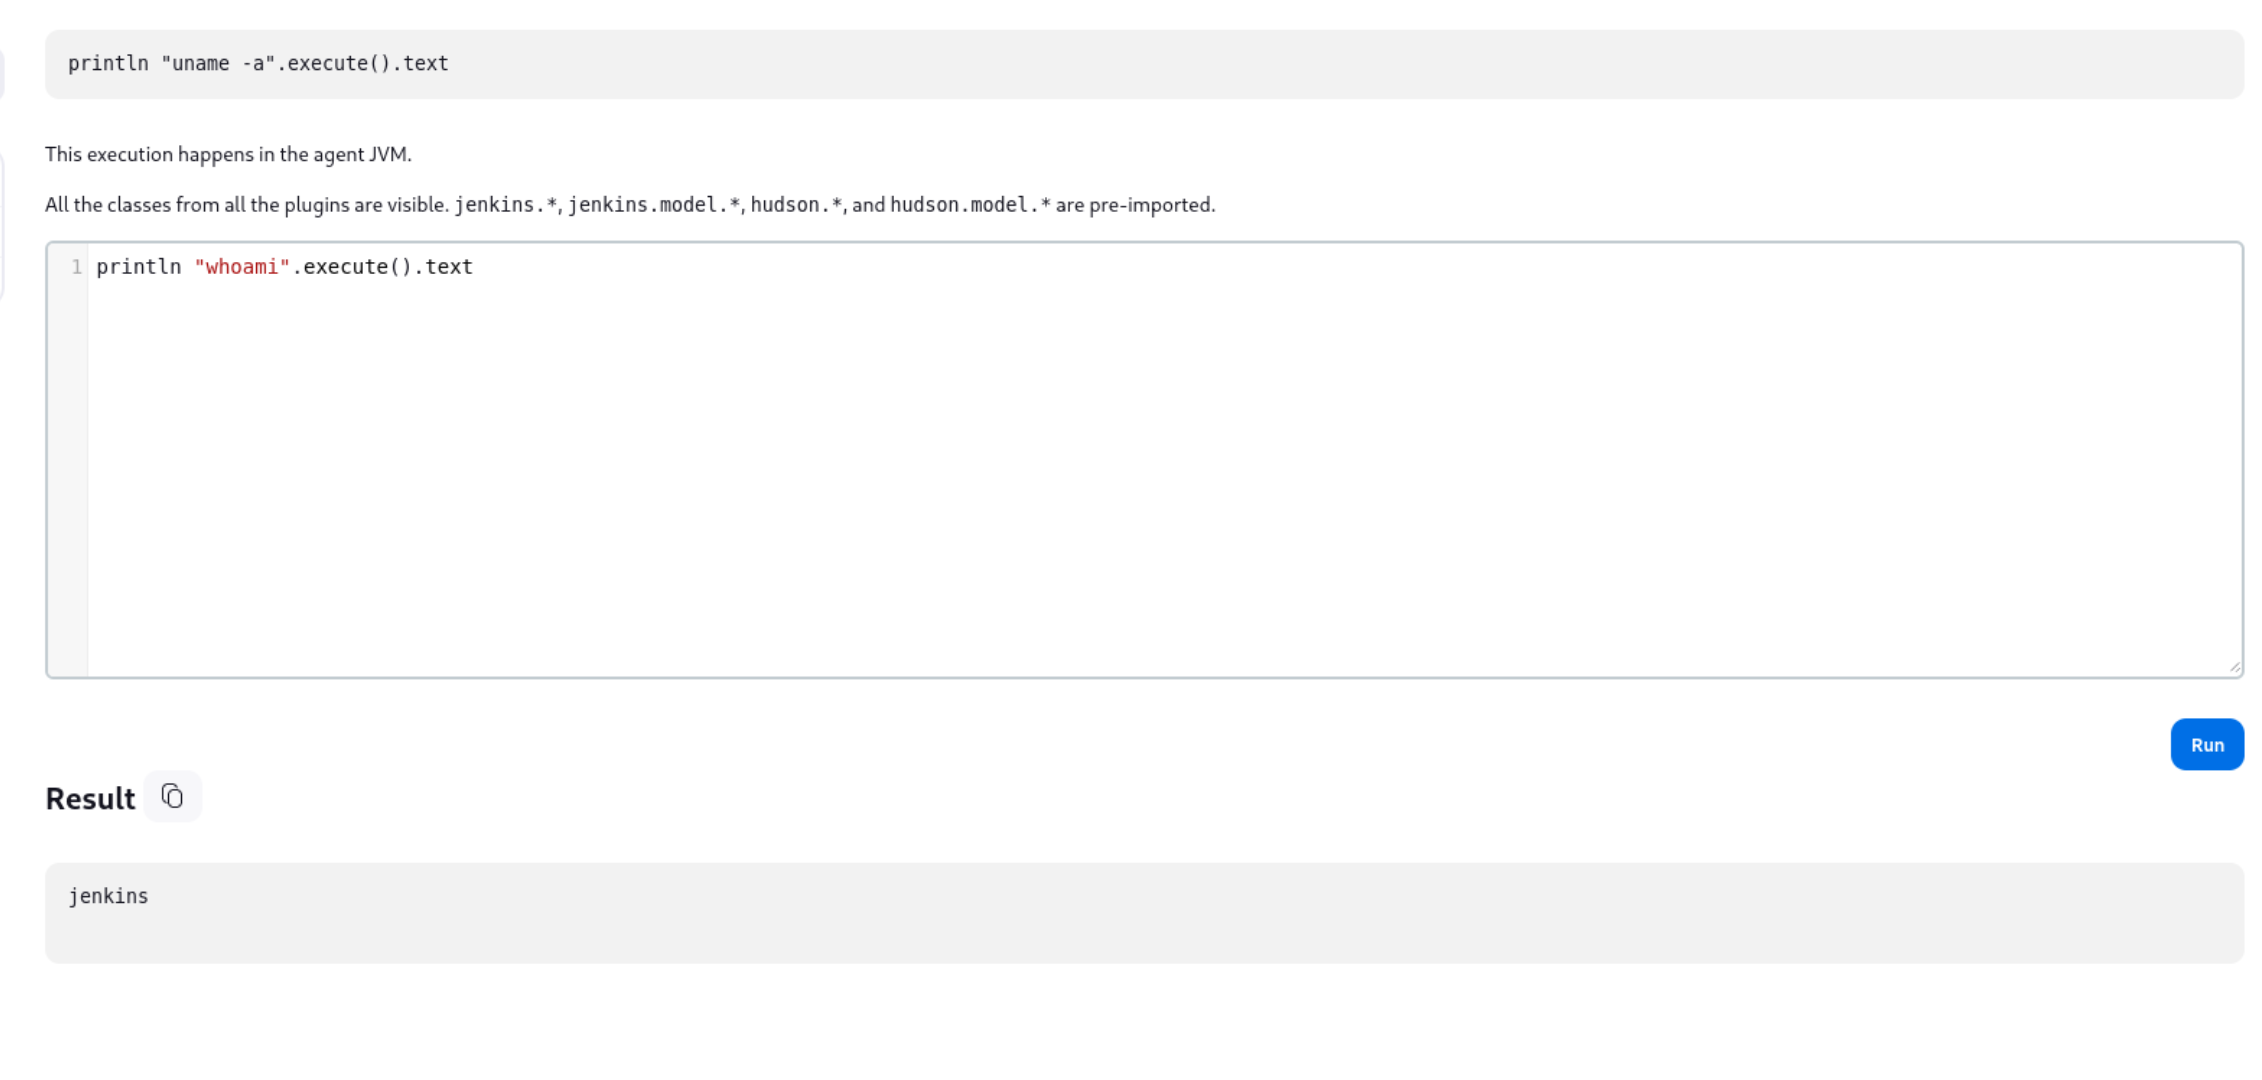 println "uname -a".execute().text
This execution happens in the agent JVM.
All the classes from all the plugins are visible. jenkins.*, jenkins.model.*, hudson.*, and hudson.model.* are pre-imported.
1 println "whoami".execute().text
Run
Result
jenkins